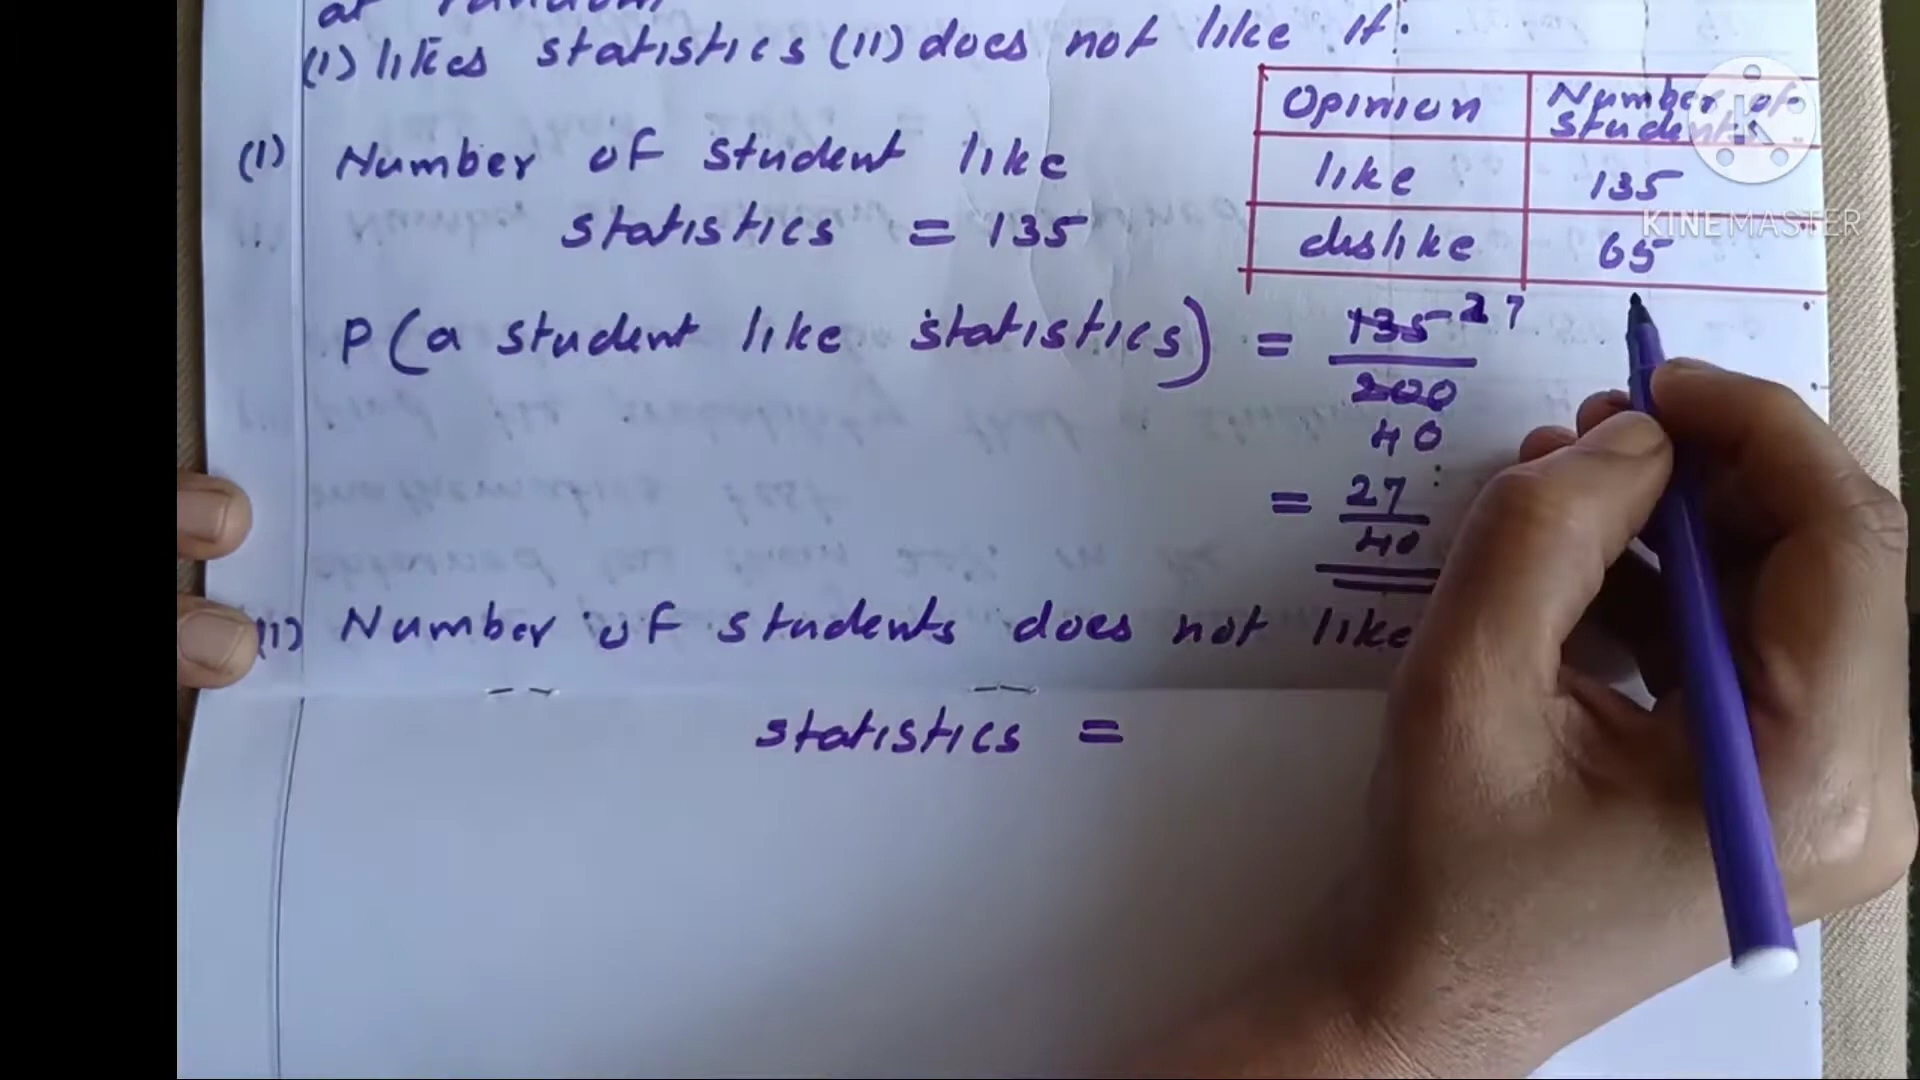 at random
(I) likes statistics (II) does not like it.
Opinion Number of students
like 135
dislike 65
(I) Number of student like
statistics = 135
P(a student like statistics) = 135 27
200
40
= 27
40
(II) Number of students does not like
statistics =
KINEMASTER